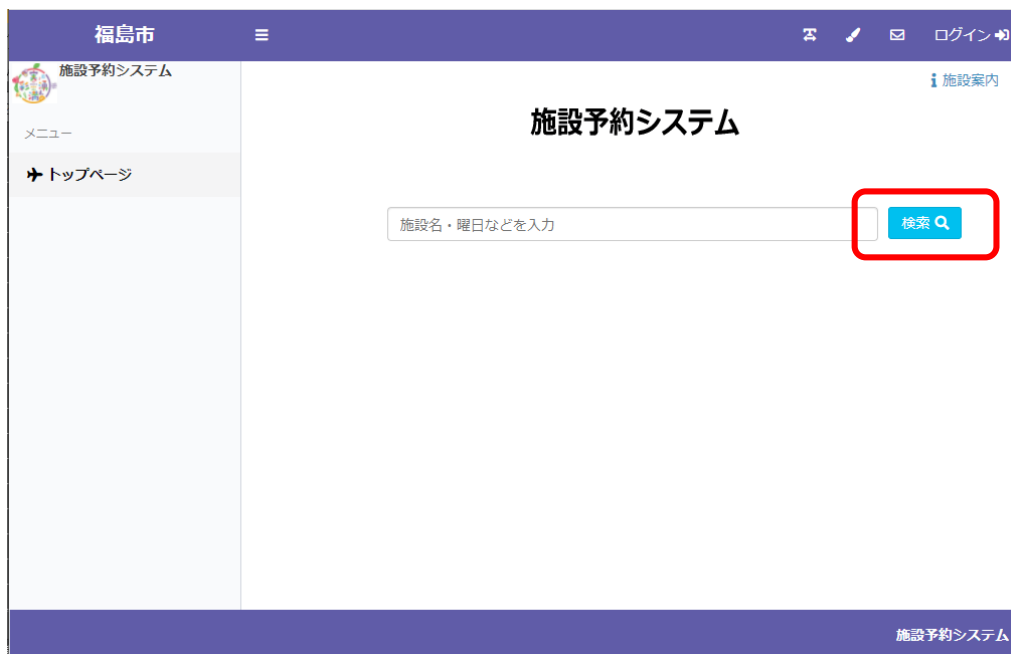 福島市
ログイン
施設予約システム
施設案内
メニュー
トップページ
施設予約システム
施設名・曜日などを入力
検索
施設予約システム